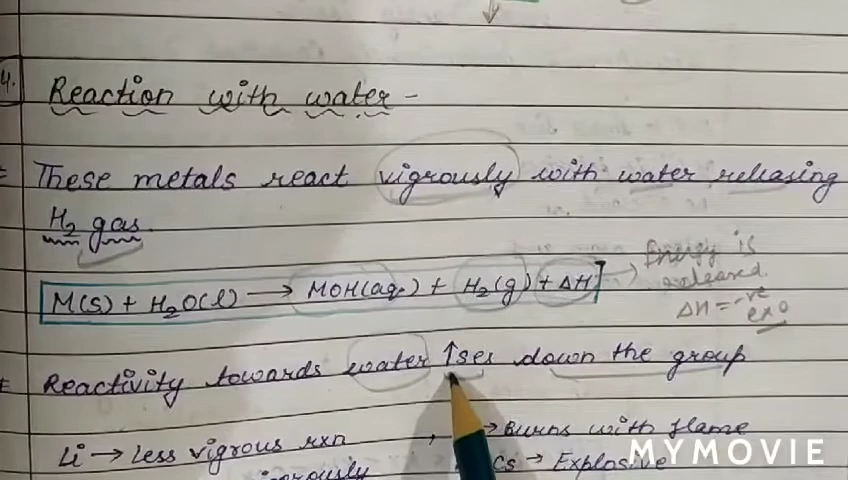 4.
Reaction with water -
These metals react vigrously with water releasing
H₂ gas.
M(s) + H₂O(l) → MOH(aq.) + H₂(g) + ΔH → Energy is
released.
ΔH = -ve
exo
Reactivity towards water ↑ses down the group
Li → Less vigrous rxn , → Burns with flame
Cs → Explosive
MYMOVIE